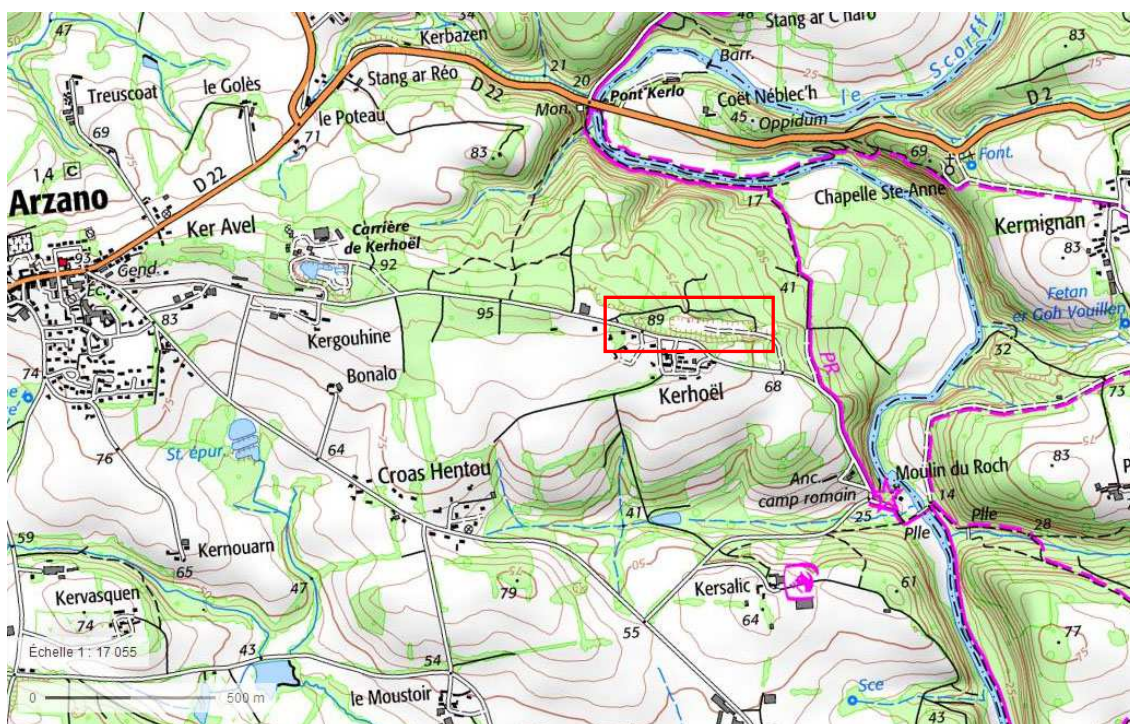 47
34
Kerbazen
48
Stang ar C'haro
83
21
Scorff
Treuscoat
le Golès
Stang ar Réo
D 22
20
Barr.
Pont Kerlo
Coët Néblec'h
le
Mon.
D 2
69
le Poteau
71
45
Oppidum
83
69
Font.
14
C
D 22
17
Chapelle Ste-Anne
Arzano
Ker Avel
Carrière
de Kerhoël
Kermignan
93
Gend.
92
83
EC.
41
Fetan
er Goh Vouillen
83
95
89
Kergouhine
32
74
Bonalo
PR
68
73
Kerhoël
St. épur.
64
76
Croas Hentou
Anc.
camp romain
Moulin du Roch
83
14
41
25
Plle
Plle
28
59
Kernouarn
65
47
Kersalic
61
Kervasquen
79
74
64
77
55
Échelle 1 : 17 055
43
54
0
500 m
le Moustoir
Sce
43